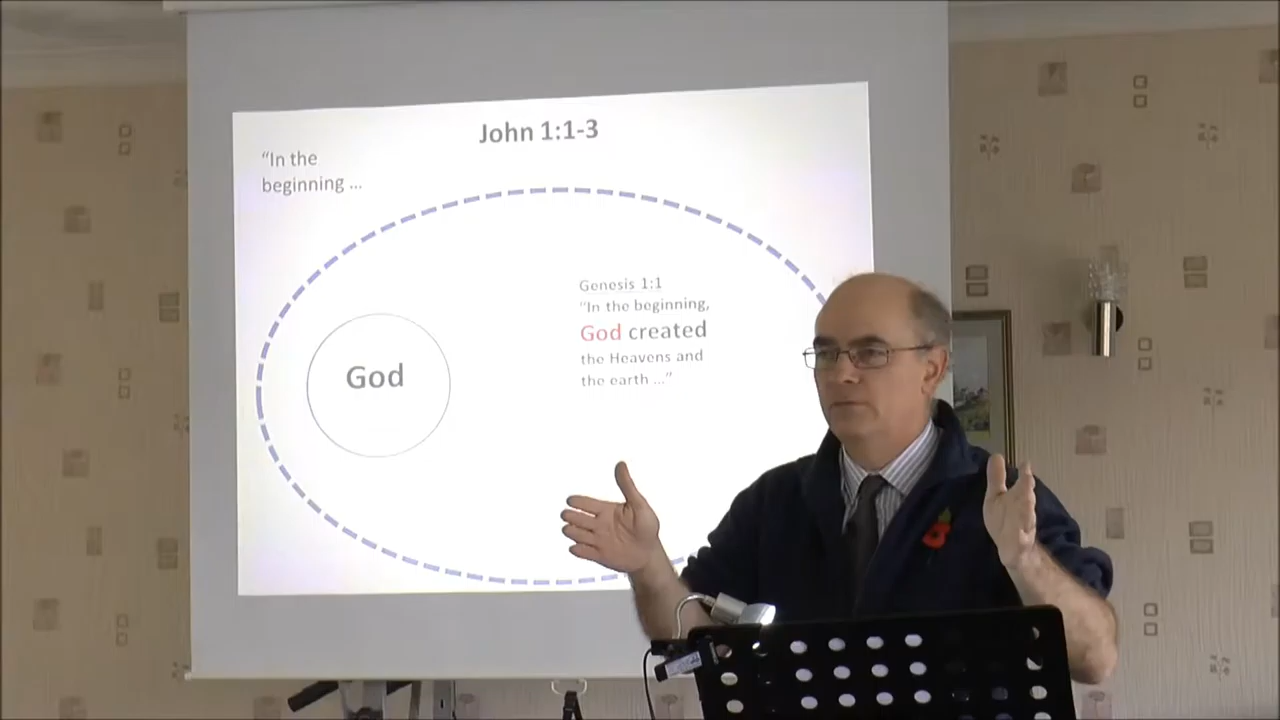 John 1:1-3
“In the
beginning ...
Genesis 1:1
“In the beginning,
God created
the Heavens and
the earth ...”
God